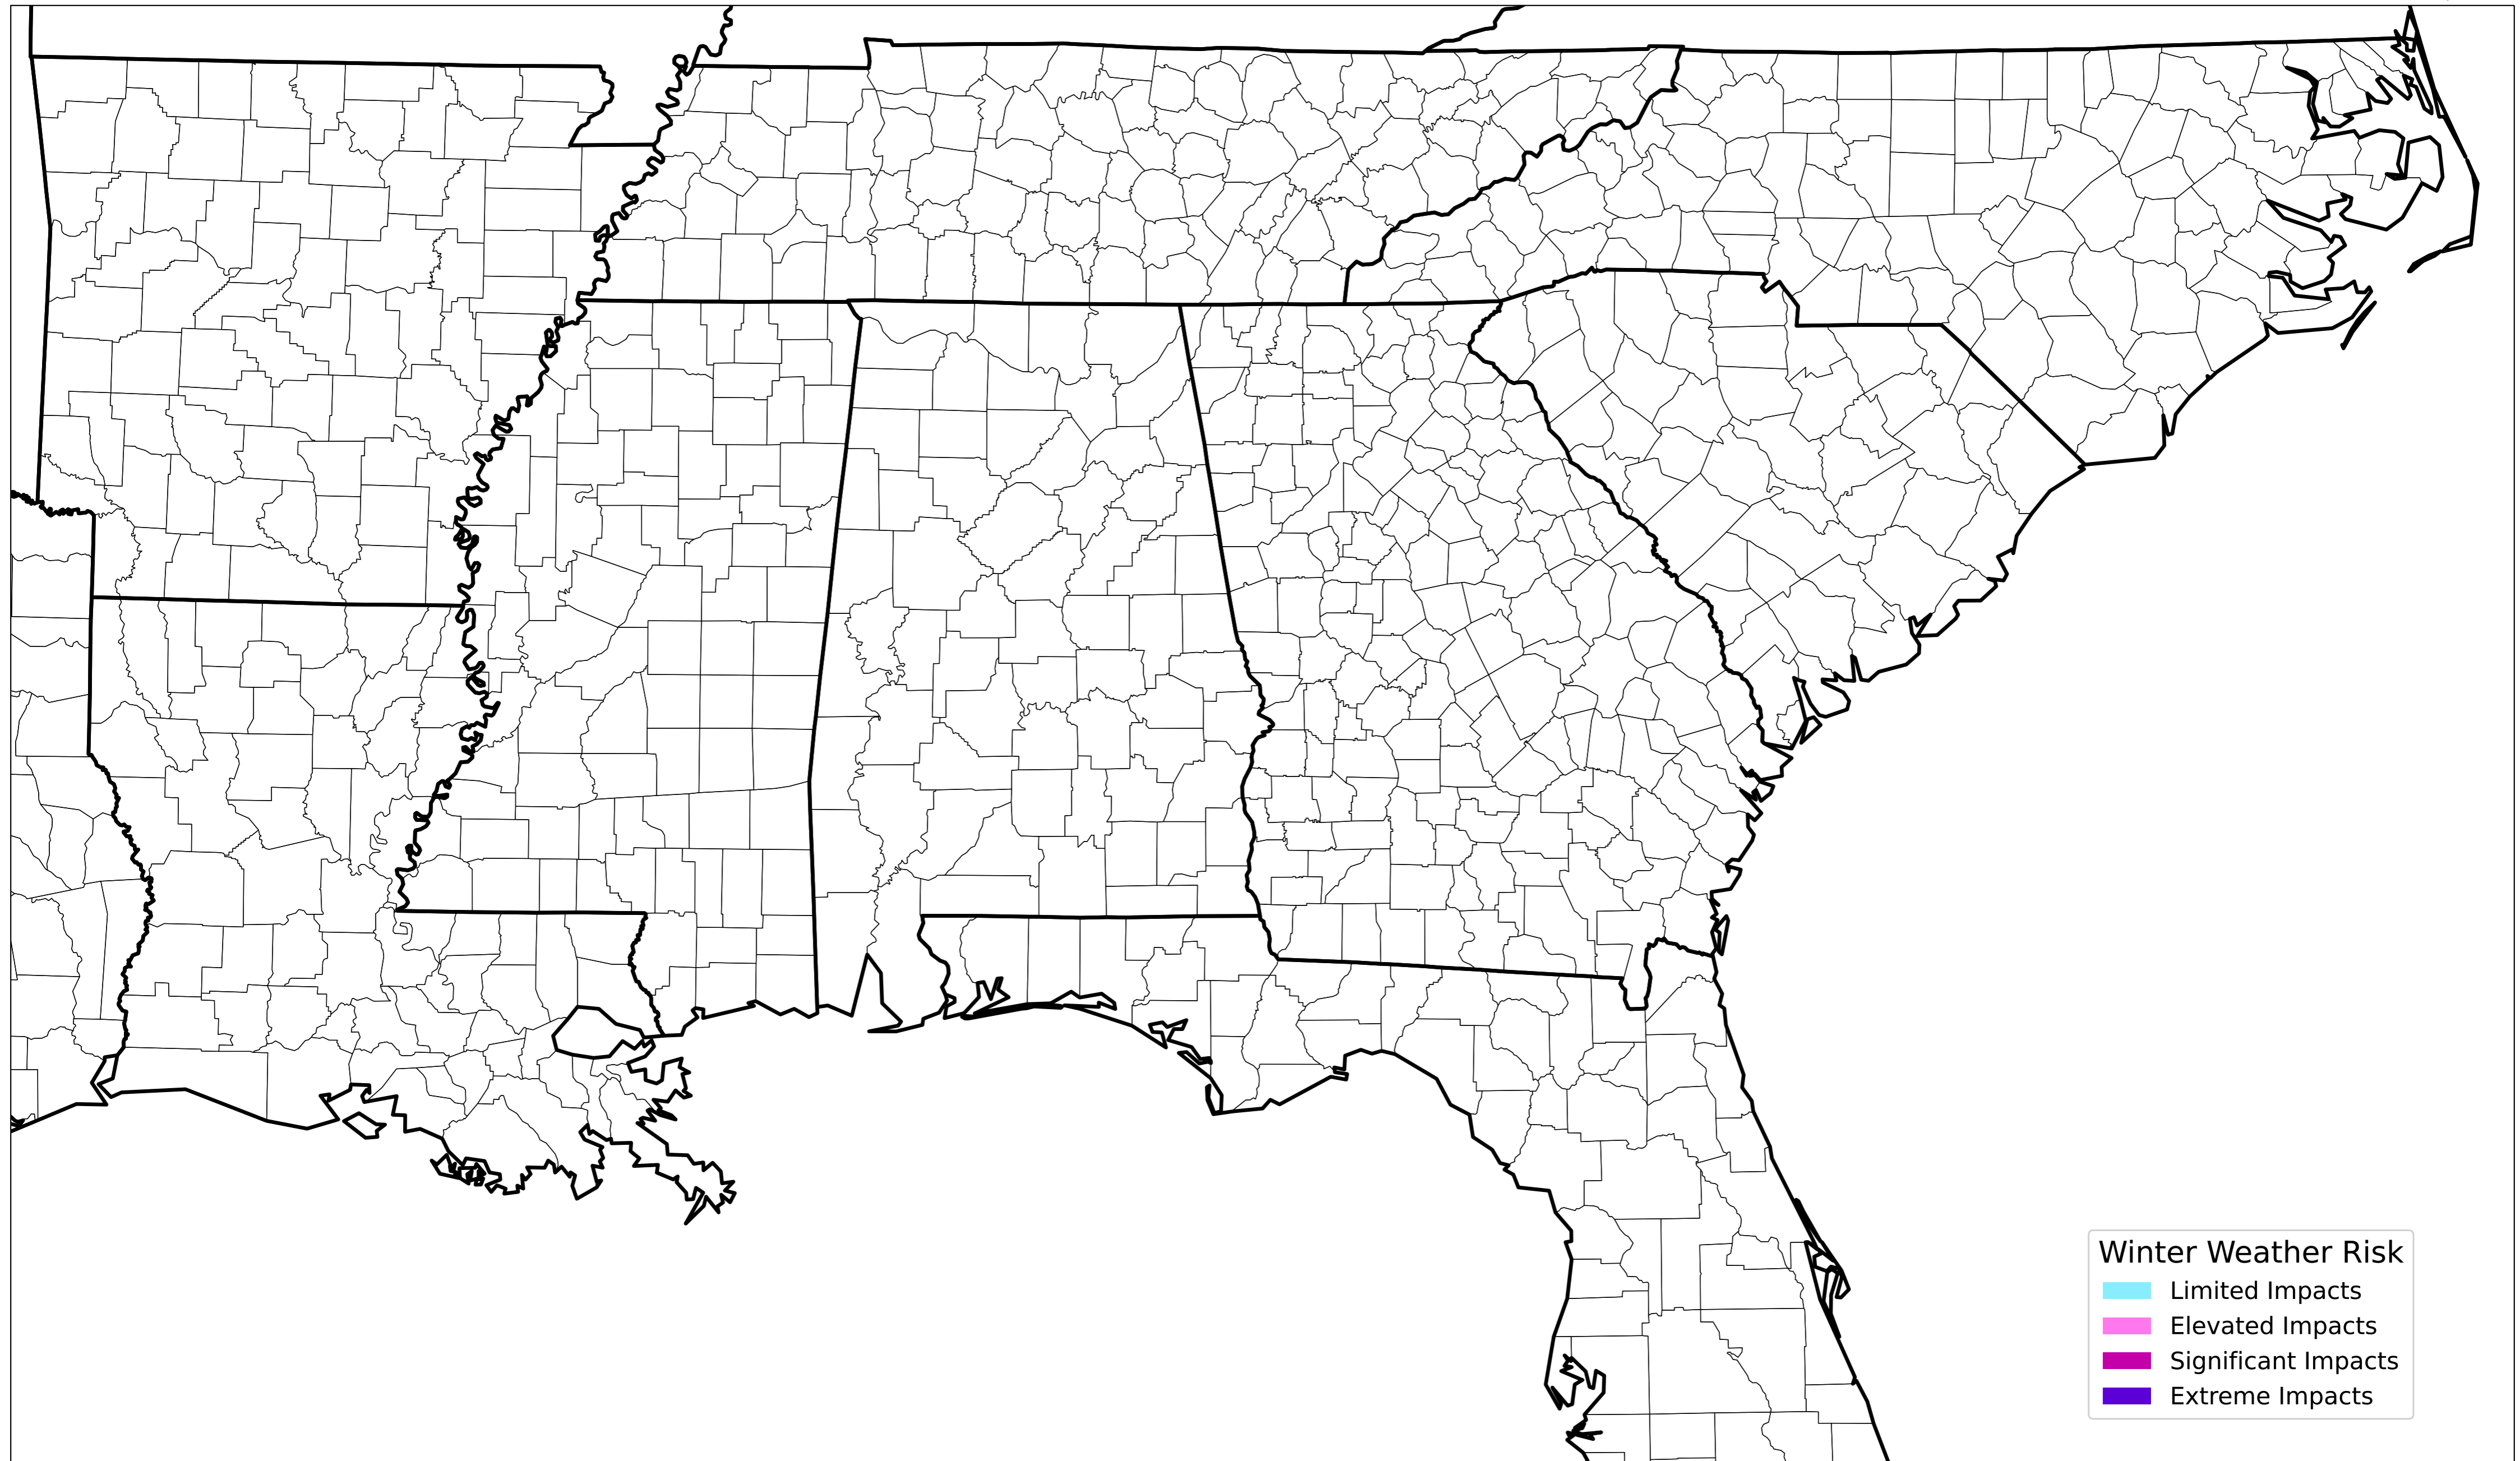 Winter Weather Risk
Limited Impacts
Elevated Impacts
Significant Impacts
Extreme Impacts